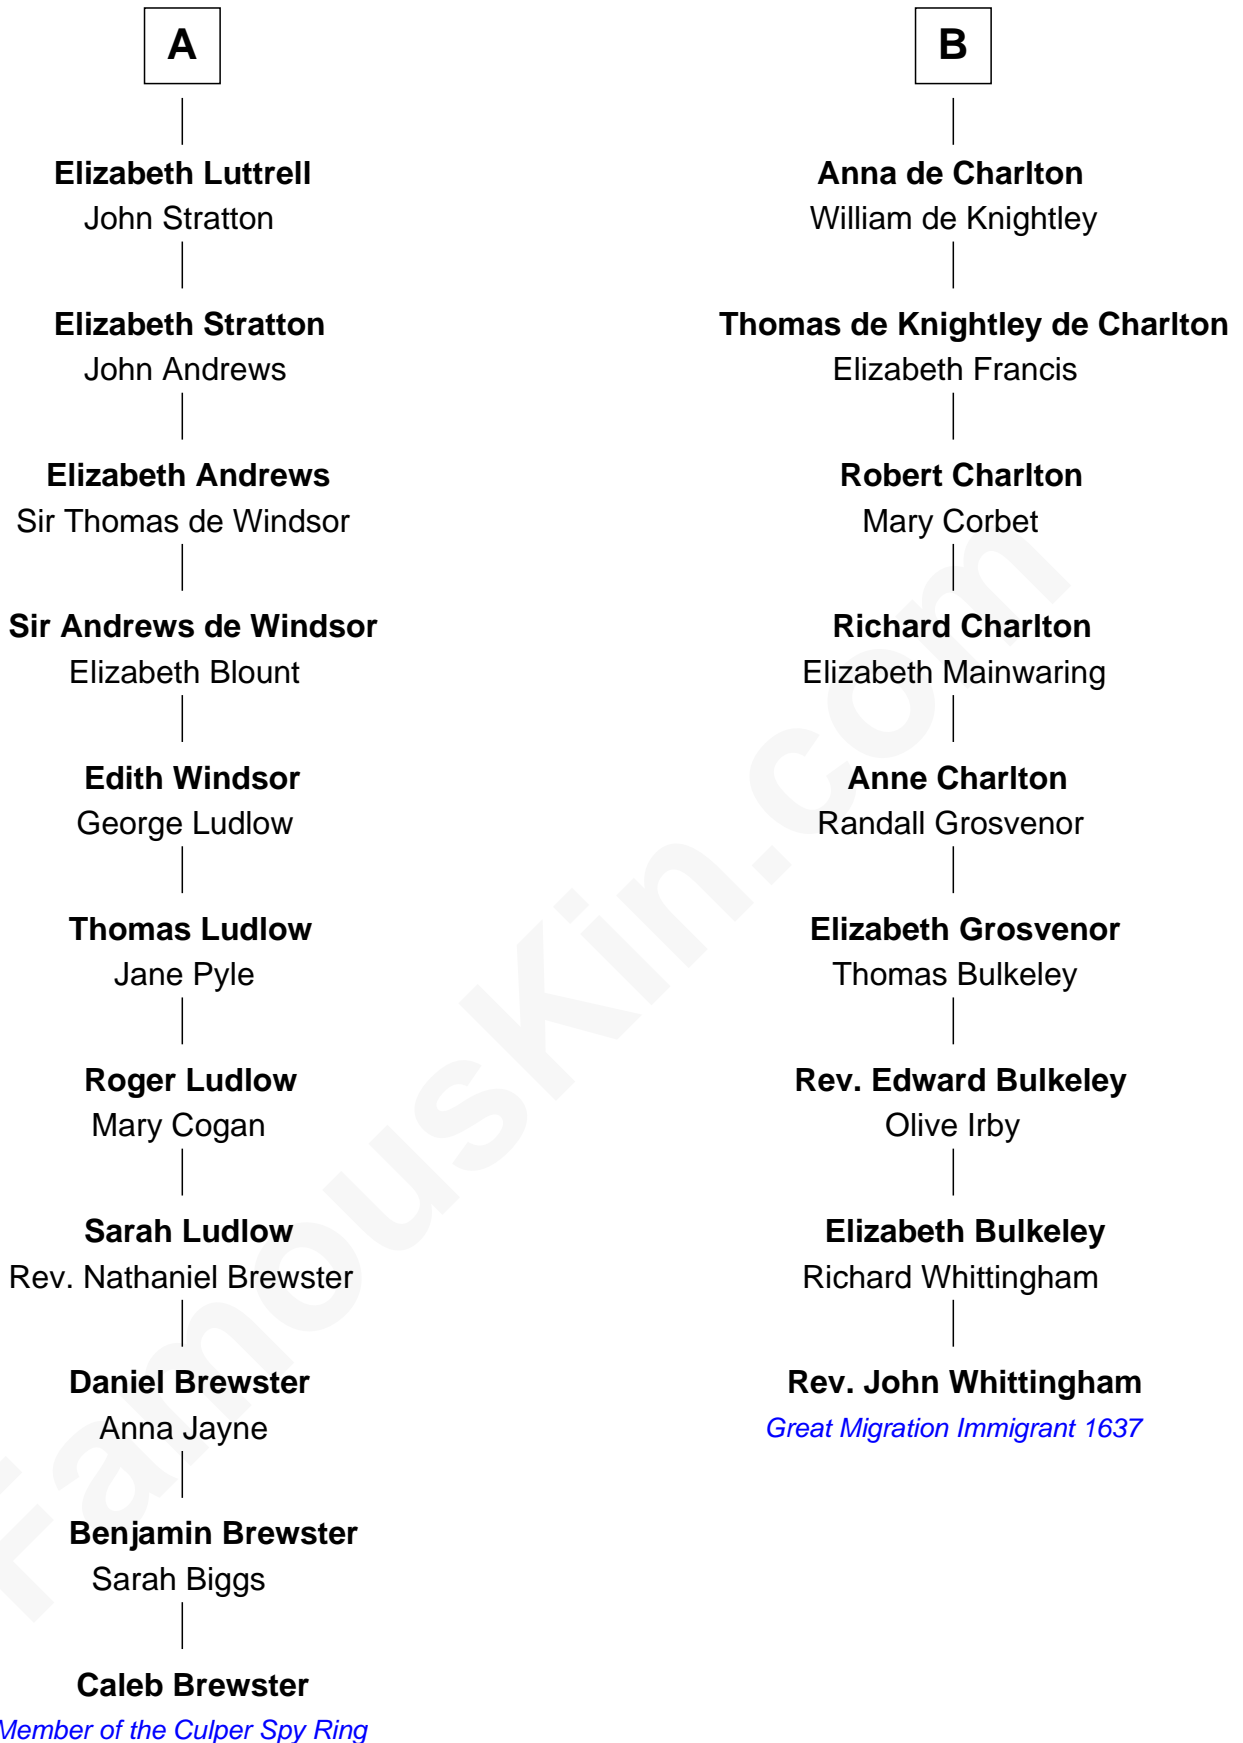 A
Elizabeth Luttrell
John Stratton
Elizabeth Stratton
John Andrews
Elizabeth Andrews
Sir Thomas de Windsor
Sir Andrews de Windsor
Elizabeth Blount
Edith Windsor
George Ludlow
Thomas Ludlow
Jane Pyle
Roger Ludlow
Mary Cogan
Sarah Ludlow
Rev. Nathaniel Brewster
Daniel Brewster
Anna Jayne
Benjamin Brewster
Sarah Biggs
Caleb Brewster
Member of the Culper Spy Ring
B
Anna de Charlton
William de Knightley
Thomas de Knightley de Charlton
Elizabeth Francis
Robert Charlton
Mary Corbet
Richard Charlton
Elizabeth Mainwaring
Anne Charlton
Randall Grosvenor
Elizabeth Grosvenor
Thomas Bulkeley
Rev. Edward Bulkeley
Olive Irby
Elizabeth Bulkeley
Richard Whittingham
Rev. John Whittingham
Great Migration Immigrant 1637
FamousKin.com